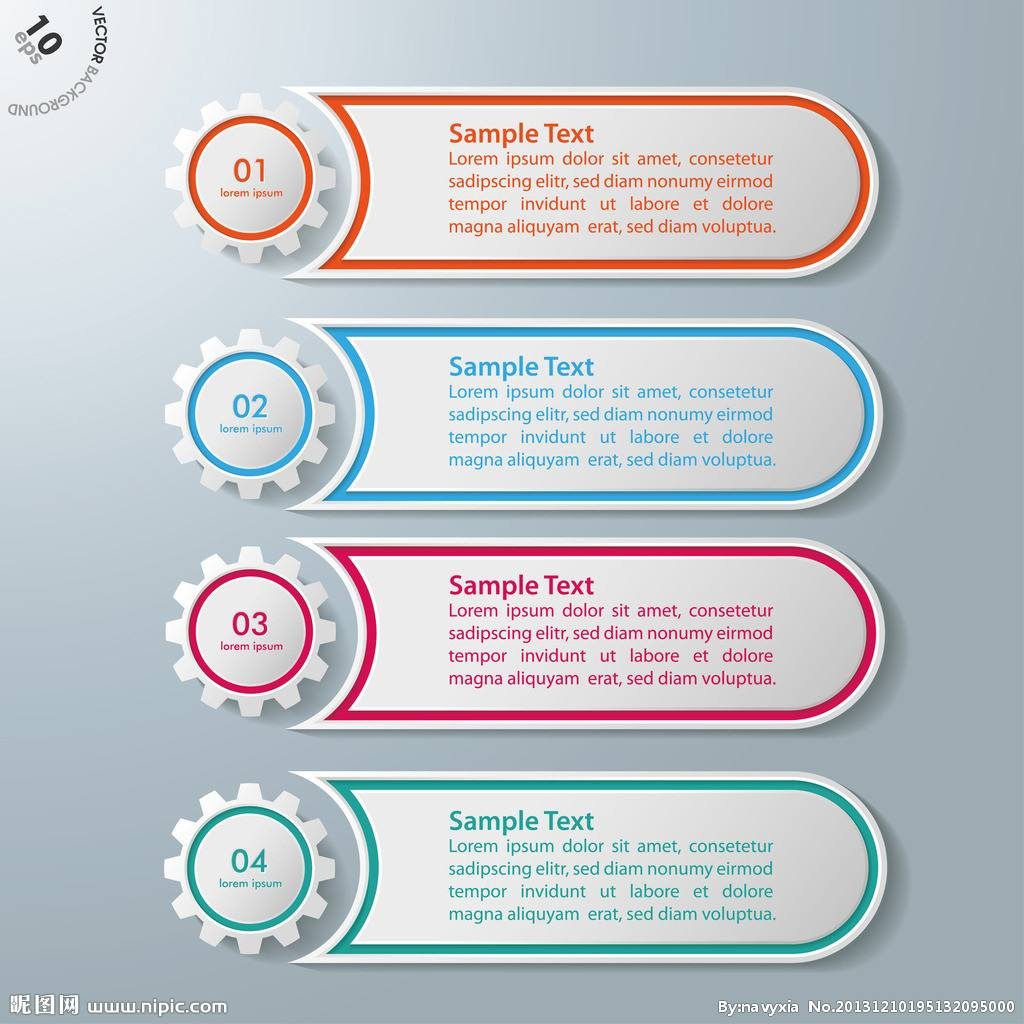 10
eps
VECTOR BACKGROUND
01
lorem ipsum
Sample Text
Lorem ipsum dolor sit amet, consetetur
sadipscing elitr, sed diam nonumy eirmod
tempor invidunt ut labore et dolore
magna aliquyam erat, sed diam voluptua.
02
lorem ipsum
Sample Text
Lorem ipsum dolor sit amet, consetetur
sadipscing elitr, sed diam nonumy eirmod
tempor invidunt ut labore et dolore
magna aliquyam erat, sed diam voluptua.
03
lorem ipsum
Sample Text
Lorem ipsum dolor sit amet, consetetur
sadipscing elitr, sed diam nonumy eirmod
tempor invidunt ut labore et dolore
magna aliquyam erat, sed diam voluptua.
04
lorem ipsum
Sample Text
Lorem ipsum dolor sit amet, consetetur
sadipscing elitr, sed diam nonumy eirmod
tempor invidunt ut labore et dolore
magna aliquyam erat, sed diam voluptua.
昵图网 www.nipic.com
By:navyxia No.20131210195132095000